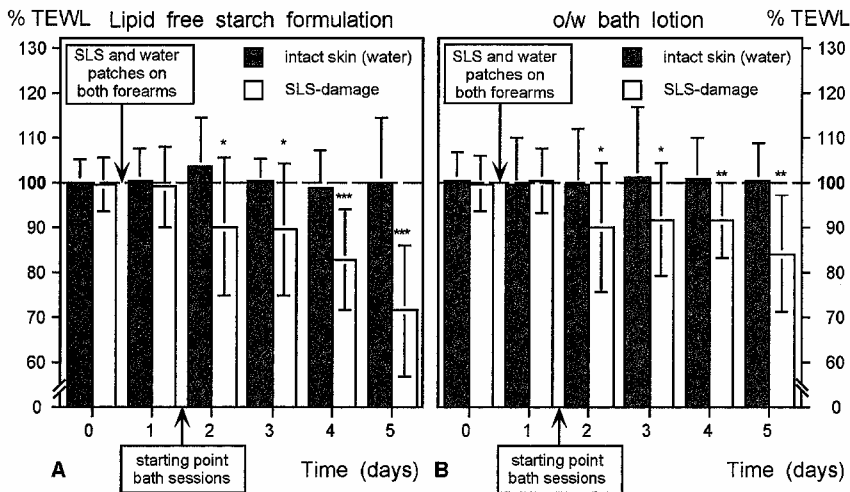 % TEWL Lipid free starch formulation
130
120
110
100
90
80
70
60
0
SLS and water
patches on
both forearms
intact skin (water)
SLS-damage
*
*
***
***
0 1 2 3 4 5
starting point
bath sessions
A
Time (days)
o/w bath lotion % TEWL
SLS and water
patches on
both forearms
intact skin (water)
SLS-damage
*
*
**
**
130
120
110
100
90
80
70
60
0
0 1 2 3 4 5
B
starting point
bath sessions
Time (days)